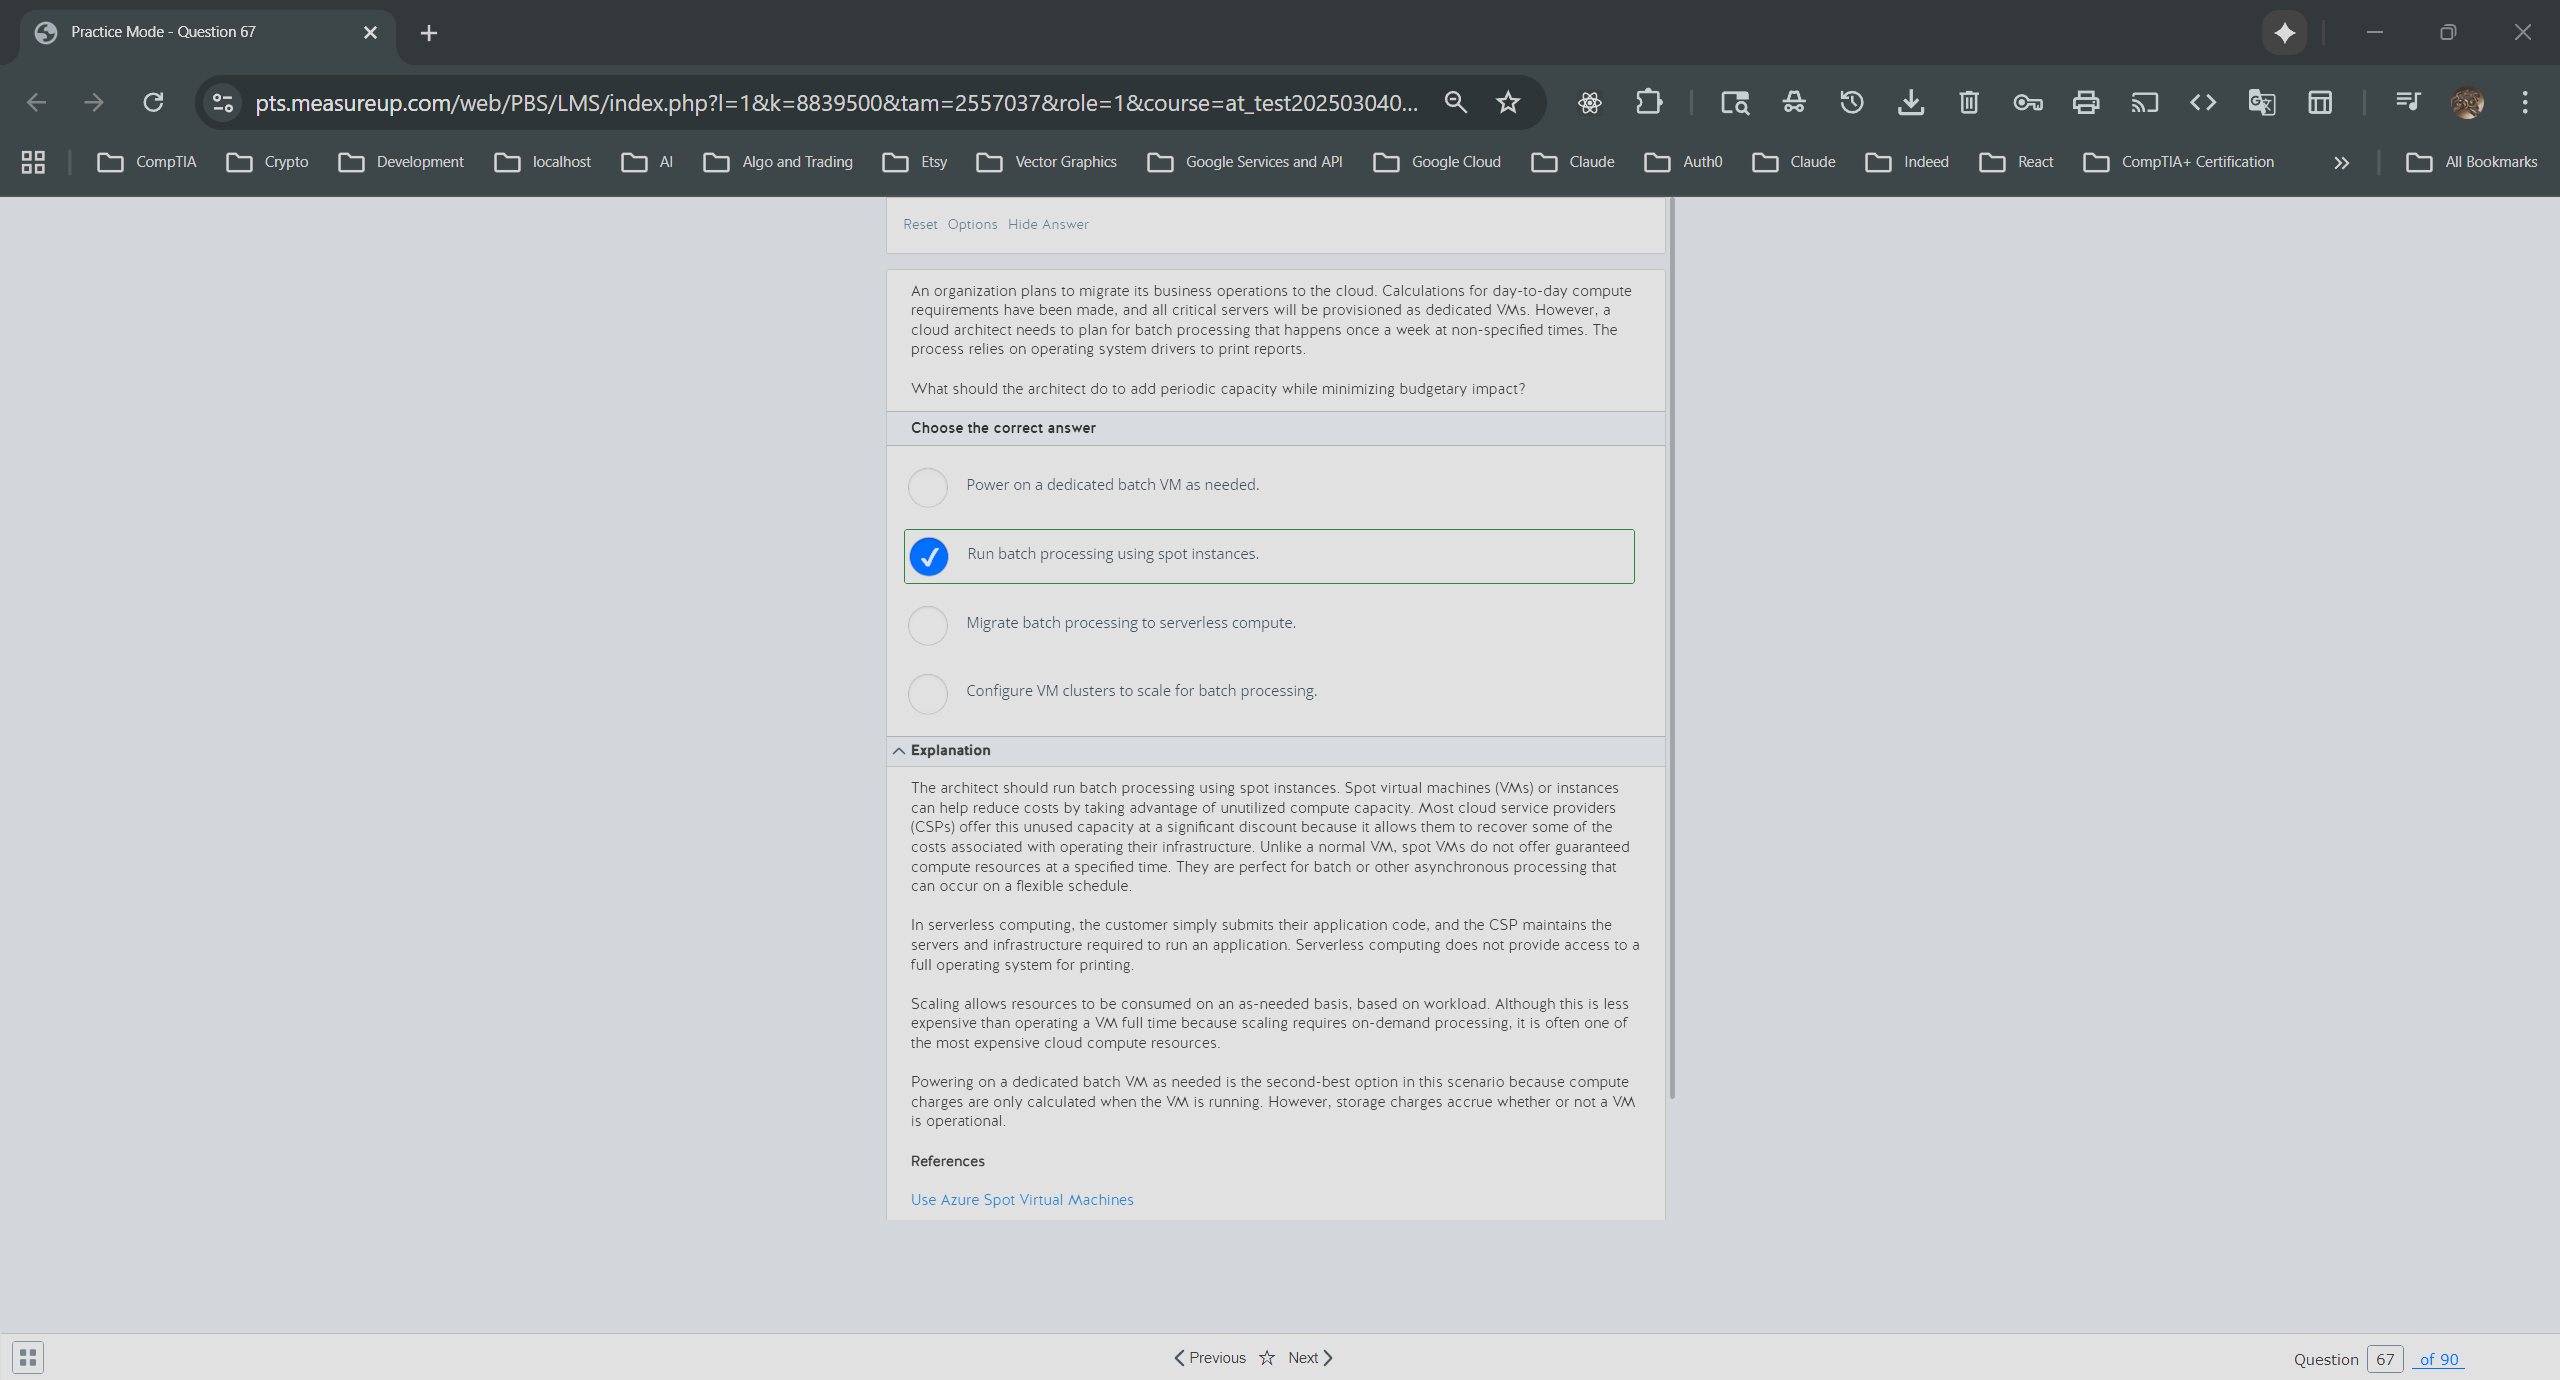 Practice Mode - Question 67
pts.measureup.com/web/PBS/LMS/index.php?l=1&k=8839500&tam=2557037&role=1&course=at_test202503040...
CompTIA
Crypto
Development
localhost
AI
Algo and Trading
Etsy
Vector Graphics
Google Services and API
Google Cloud
Claude
Auth0
Claude
Indeed
React
CompTIA+ Certification
All Bookmarks
Reset Options Hide Answer
An organization plans to migrate its business operations to the cloud. Calculations for day-to-day compute
requirements have been made, and all critical servers will be provisioned as dedicated VMs. However, a
cloud architect needs to plan for batch processing that happens once a week at non-specified times. The
process relies on operating system drivers to print reports.
What should the architect do to add periodic capacity while minimizing budgetary impact?
Choose the correct answer
Power on a dedicated batch VM as needed.
Run batch processing using spot instances.
Migrate batch processing to serverless compute.
Configure VM clusters to scale for batch processing.
Explanation
The architect should run batch processing using spot instances. Spot virtual machines (VMs) or instances
can help reduce costs by taking advantage of unutilized compute capacity. Most cloud service providers
(CSPs) offer this unused capacity at a significant discount because it allows them to recover some of the
costs associated with operating their infrastructure. Unlike a normal VM, spot VMs do not offer guaranteed
compute resources at a specified time. They are perfect for batch or other asynchronous processing that
can occur on a flexible schedule.
In serverless computing, the customer simply submits their application code, and the CSP maintains the
servers and infrastructure required to run an application. Serverless computing does not provide access to a
full operating system for printing.
Scaling allows resources to be consumed on an as-needed basis, based on workload. Although this is less
expensive than operating a VM full time because scaling requires on-demand processing, it is often one of
the most expensive cloud compute resources.
Powering on a dedicated batch VM as needed is the second-best option in this scenario because compute
charges are only calculated when the VM is running. However, storage charges accrue whether or not a VM
is operational.
References
Use Azure Spot Virtual Machines
Previous Next
Question 67 of 90